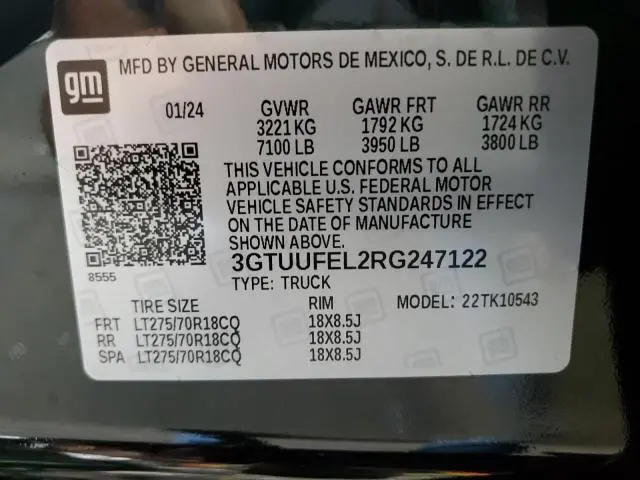 gm MFD BY GENERAL MOTORS DE MEXICO, S. DE R.L. DE C.V.
01/24 GVWR GAWR FRT GAWR RR
3221 KG 1792 KG 1724 KG
7100 LB 3950 LB 3800 LB
THIS VEHICLE CONFORMS TO ALL
APPLICABLE U.S. FEDERAL MOTOR
VEHICLE SAFETY STANDARDS IN EFFECT
ON THE DATE OF MANUFACTURE
SHOWN ABOVE.
8555 3GTUUFEL2RG247122
TYPE: TRUCK
TIRE SIZE RIM MODEL: 22TK10543
FRT LT275/70R18CQ 18X8.5J
RR LT275/70R18CQ 18X8.5J
SPA LT275/70R18CQ 18X8.5J